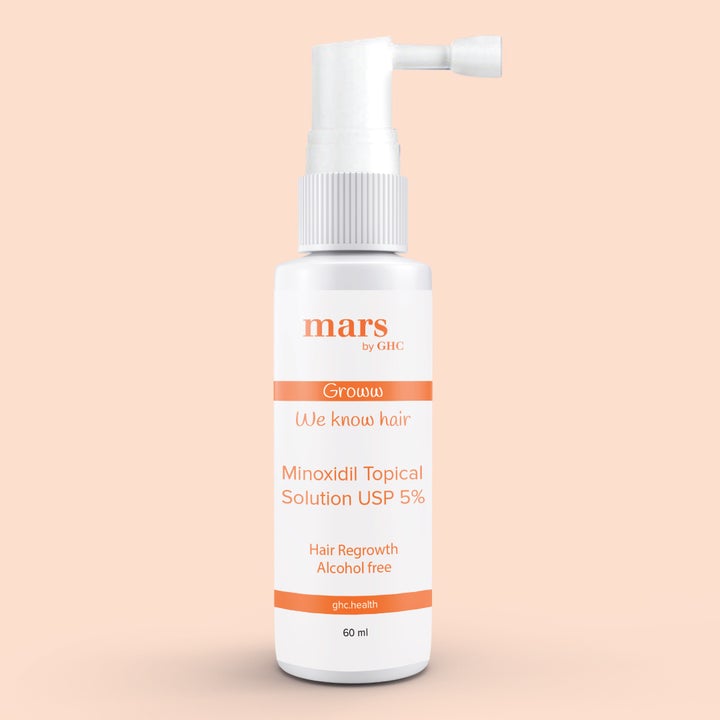 mars
by GHC
Groww
We know hair
Minoxidil Topical
Solution USP 5%
Hair Regrowth
Alcohol free
ghc.health
60 ml